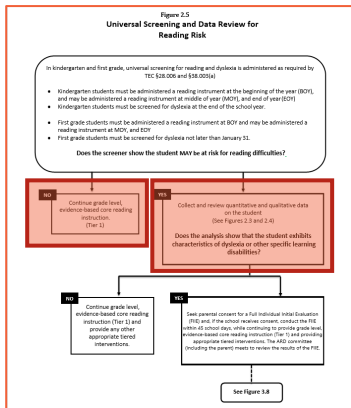 Figure 2.5
Universal Screening and Data Review for
Reading Risk
In kindergarten and first grade, universal screening for reading and dyslexia is administered as required by
TEC §28.006 and §38.003(a)
• Kindergarten students must be administered a reading instrument at the beginning of the year (BOY),
and may be administered a reading instrument at middle of year (MOY), and end of year (EOY)
• Kindergarten students must be screened for dyslexia at the end of the school year.
• First grade students must be administered a reading instrument at BOY and may be administered a
reading instrument at MOY, and EOY
• First grade students must be screened for dyslexia not later than January 31.
Does the screener show the student MAY be at risk for reading difficulties?
NO
Continue grade level,
evidence-based core reading
instruction.
(Tier 1)
YES
Collect and review quantitative and qualitative data
on the student
(See Figures 2.3 and 2.4)
Does the analysis show that the student exhibits
characteristics of dyslexia or other specific learning
disabilities?
NO
Continue grade level,
evidence-based core reading
instruction (Tier 1) and
provide any other
appropriate tiered
interventions.
YES
Seek parental consent for a Full Individual Initial Evaluation
(FIIE) and, if the school receives consent, conduct the FIIE
within 45 school days, while continuing to provide grade level,
evidence-based core reading instruction (Tier 1) and providing
appropriate tiered interventions. The ARD committee
(including the parent) meets to review the results of the FIIE.
See Figure 3.8